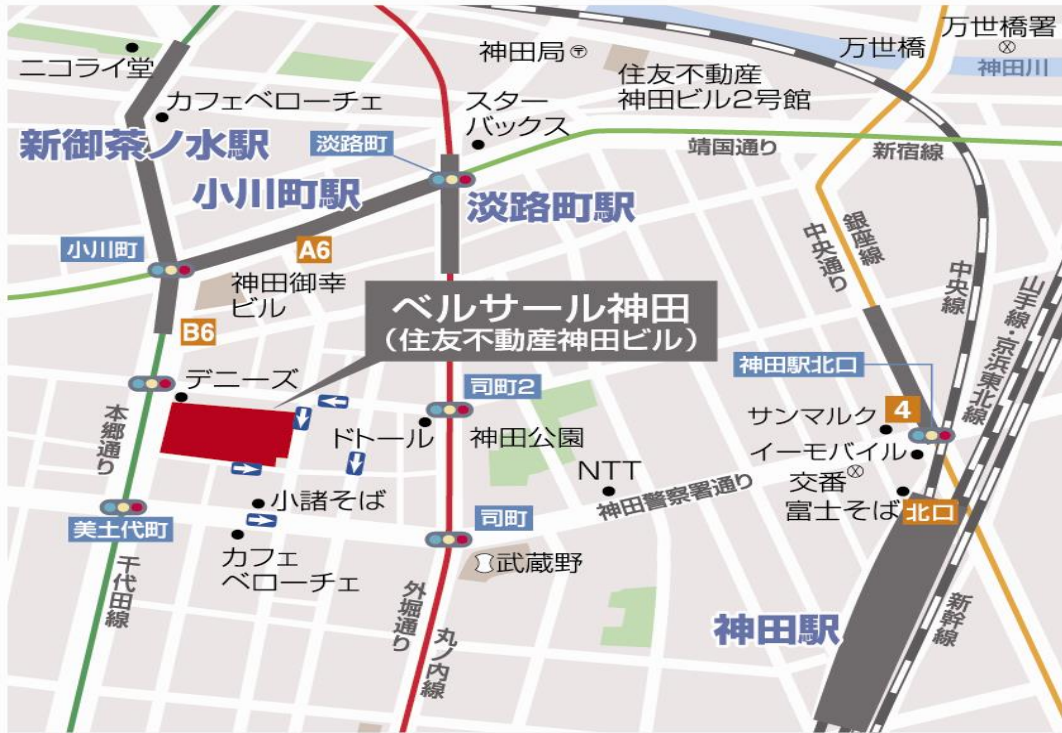 万世橋署
万世橋
神田川
神田局
住友不動産
神田ビル2号館
ニコライ堂
カフェベローチェ
スター
バックス
新御茶ノ水駅
淡路町
靖国通り
新宿線
小川町駅
淡路町駅
小川町
A6
神田御幸
ビル
銀座線
中央通り
中央線
山手線・京浜東北線
B6
ベルサール神田
(住友不動産神田ビル)
デニーズ
司町2
神田駅北口
本郷通り
ドトール
神田公園
サンマルク
4
イーモバイル
NTT
交番
神田警察署通り
富士そば
北口
小諸そば
美土代町
司町
カフェ
ベローチェ
武蔵野
千代田線
外堀通り
丸ノ内線
神田駅
新幹線